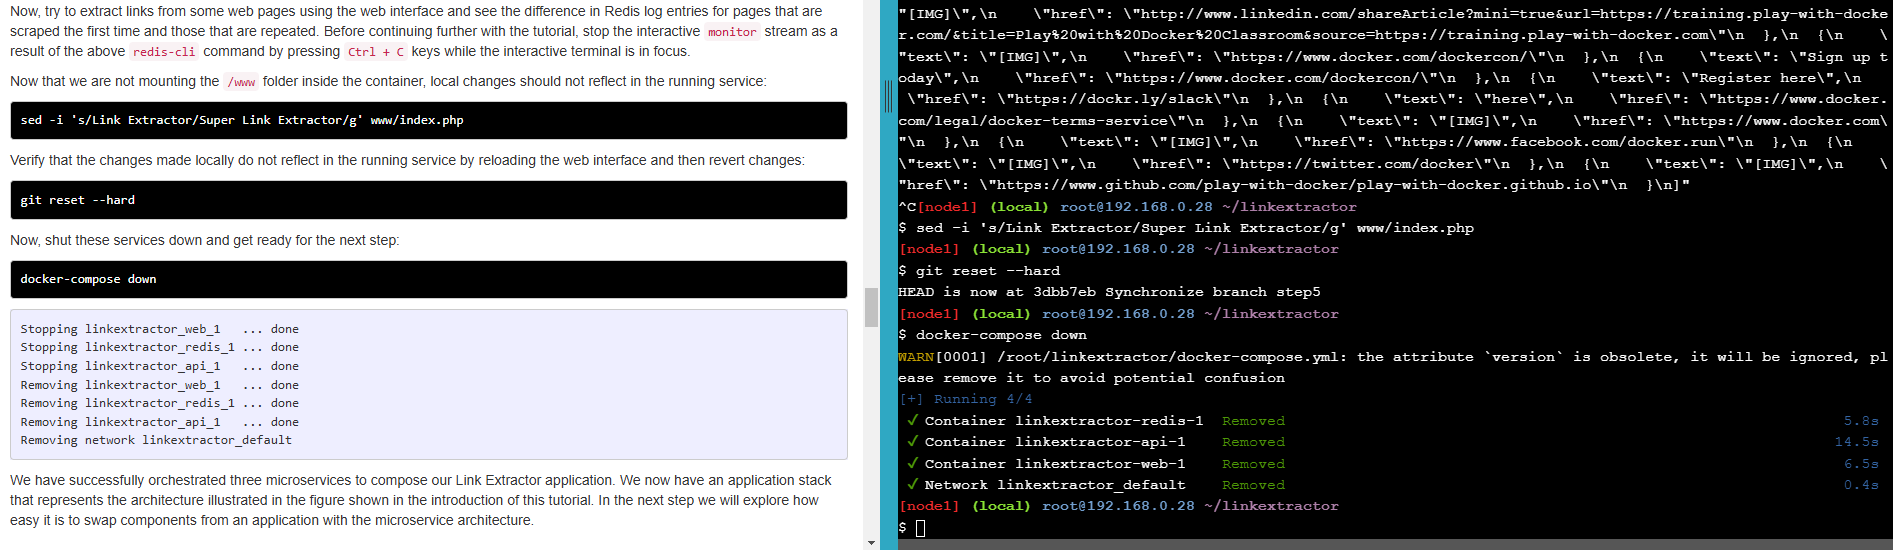 Now, try to extract links from some web pages using the web interface and see the difference in Redis log entries for pages that are
scraped the first time and those that are repeated. Before continuing further with the tutorial, stop the interactive monitor stream as a
result of the above redis-cli command by pressing Ctrl + C keys while the interactive terminal is in focus.
Now that we are not mounting the /www folder inside the container, local changes should not reflect in the running service:
sed -i 's/Link Extractor/Super Link Extractor/g' www/index.php
Verify that the changes made locally do not reflect in the running service by reloading the web interface and then revert changes:
git reset --hard
Now, shut these services down and get ready for the next step:
docker-compose down
Stopping linkextractor_web_1   ... done
Stopping linkextractor_redis_1 ... done
Stopping linkextractor_api_1   ... done
Removing linkextractor_web_1   ... done
Removing linkextractor_redis_1 ... done
Removing linkextractor_api_1   ... done
Removing network linkextractor_default
We have successfully orchestrated three microservices to compose our Link Extractor application. We now have an application stack
that represents the architecture illustrated in the figure shown in the introduction of this tutorial. In the next step we will explore how
easy it is to swap components from an application with the microservice architecture.
"[IMG]\",\n    \"href\": \"http://www.linkedin.com/shareArticle?mini=true&url=https://training.play-with-docke
r.com/&title=Play%20with%20Docker%20Classroom&source=https://training.play-with-docker.com\"\n  },\n  {\n    \
"text\": \"[IMG]\",\n    \"href\": \"https://www.docker.com/dockercon/\"\n  },\n  {\n    \"text\": \"Sign up t
oday\",\n    \"href\": \"https://www.docker.com/dockercon/\"\n  },\n  {\n    \"text\": \"Register here\",\n   
 \"href\": \"https://dockr.ly/slack\"\n  },\n  {\n    \"text\": \"here\",\n    \"href\": \"https://www.docker.
com/legal/docker-terms-service\"\n  },\n  {\n    \"text\": \"[IMG]\",\n    \"href\": \"https://www.docker.com\
"\n  },\n  {\n    \"text\": \"[IMG]\",\n    \"href\": \"https://www.facebook.com/docker.run\"\n  },\n  {\n    
\"text\": \"[IMG]\",\n    \"href\": \"https://twitter.com/docker\"\n  },\n  {\n    \"text\": \"[IMG]\",\n    \
"href\": \"https://www.github.com/play-with-docker/play-with-docker.github.io\"\n  }\n]"
^C[node1] (local) root@192.168.0.28 ~/linkextractor
$ sed -i 's/Link Extractor/Super Link Extractor/g' www/index.php
[node1] (local) root@192.168.0.28 ~/linkextractor
$ git reset --hard
HEAD is now at 3dbb7eb Synchronize branch step5
[node1] (local) root@192.168.0.28 ~/linkextractor
$ docker-compose down
WARN[0001] /root/linkextractor/docker-compose.yml: the attribute `version` is obsolete, it will be ignored, pl
ease remove it to avoid potential confusion
[+] Running 4/4
✓ Container linkextractor-redis-1  Removed 5.8s
✓ Container linkextractor-api-1    Removed 14.5s
✓ Container linkextractor-web-1    Removed 6.5s
✓ Network linkextractor_default    Removed 0.4s
[node1] (local) root@192.168.0.28 ~/linkextractor
$